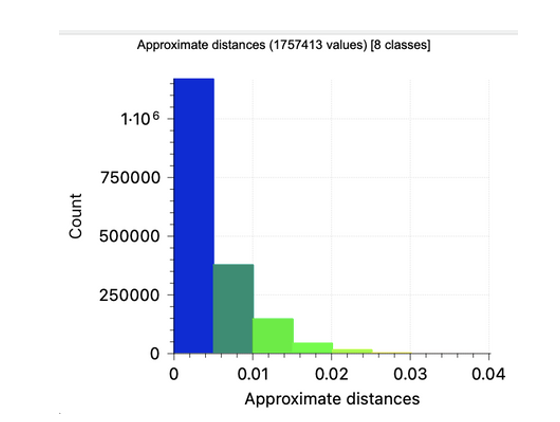 Approximate distances (1757413 values) [8 classes]
1·10⁶
750000
500000
250000
0
Count
0 0.01 0.02 0.03 0.04
Approximate distances